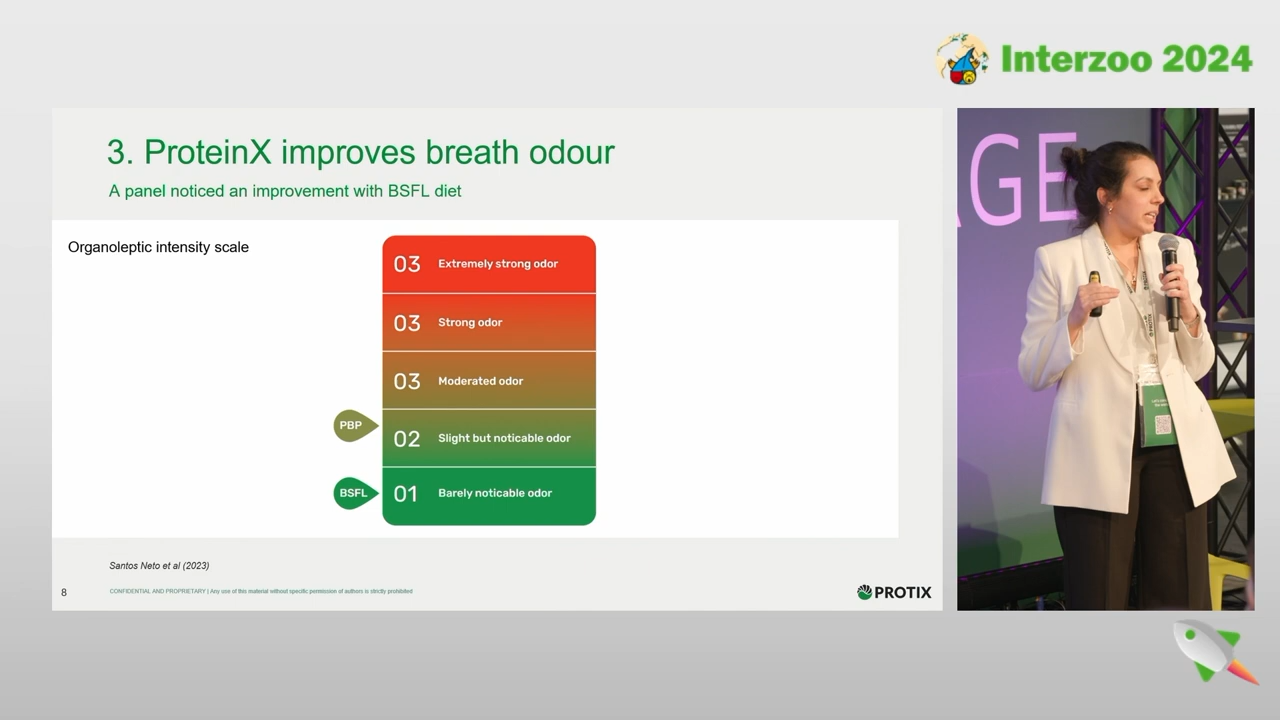 Interzoo 2024
3. ProteinX improves breath odour
A panel noticed an improvement with BSFL diet
Organoleptic intensity scale
03 Extremely strong odor
03 Strong odor
03 Moderated odor
PBP
02 Slight but noticable odor
BSFL
01 Barely noticable odor
Santos Neto et al (2023)
8
CONFIDENTIAL AND PROPRIETARY | Any use of this material without specific permission of authors is strictly prohibited
PROTIX
AGE
PROTIX